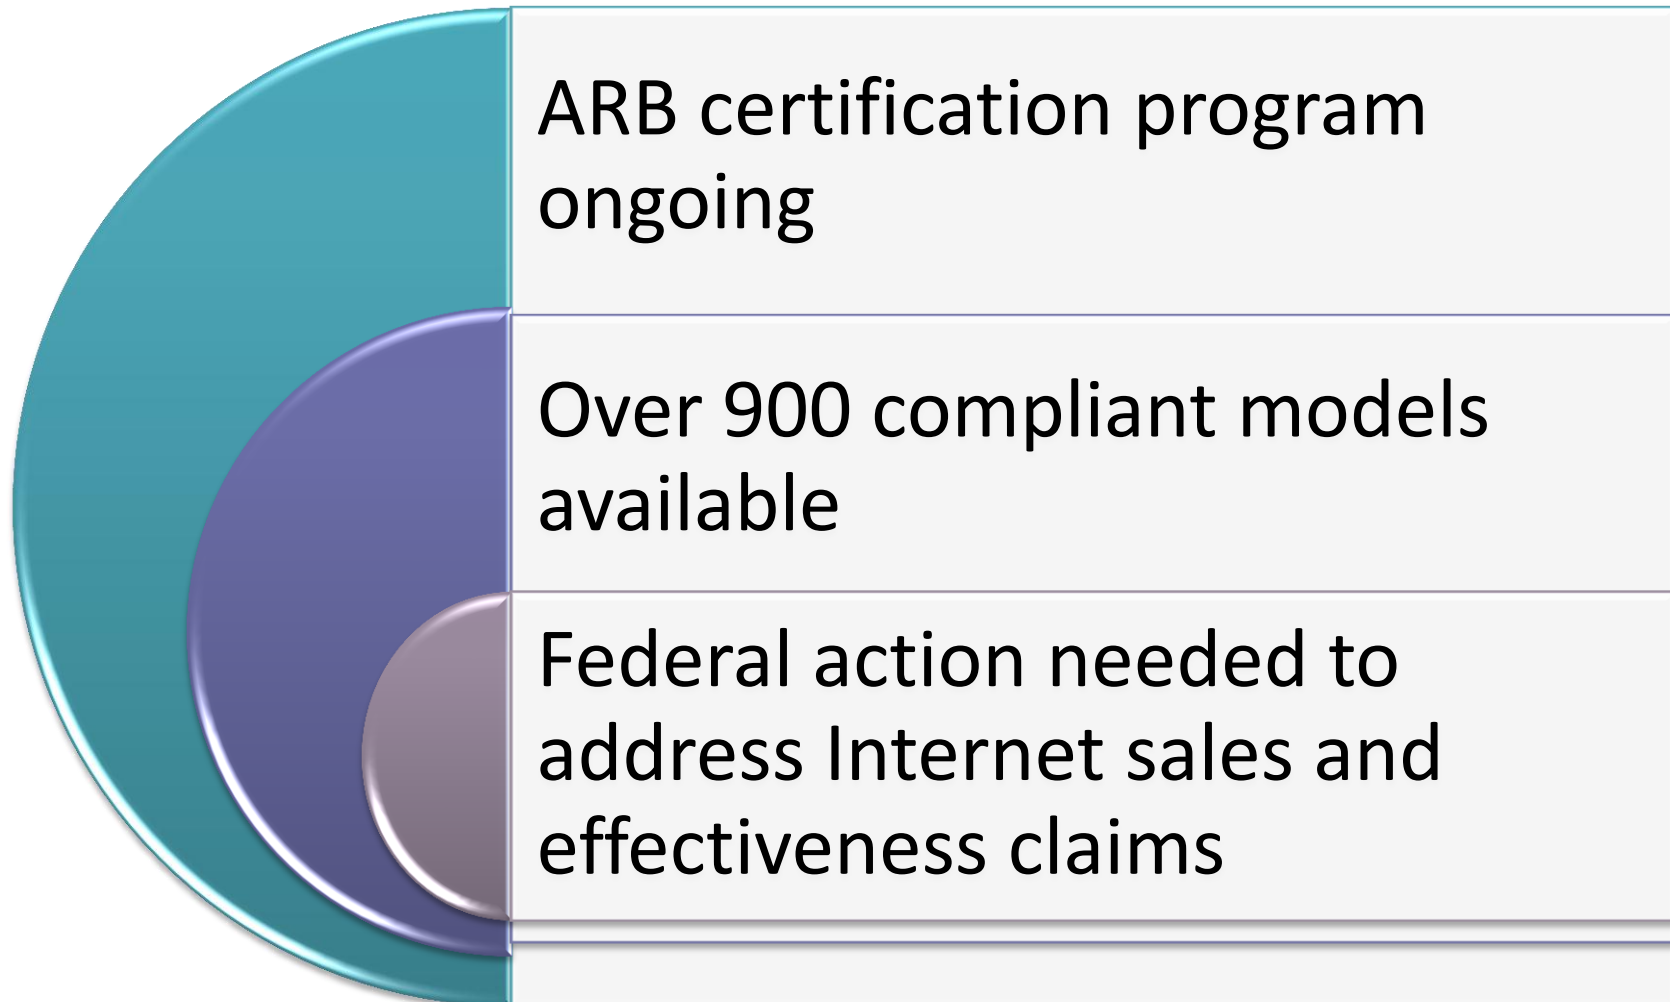 ARB certification program
ongoing
Over 900 compliant models
available
Federal action needed to
address Internet sales and
effectiveness claims